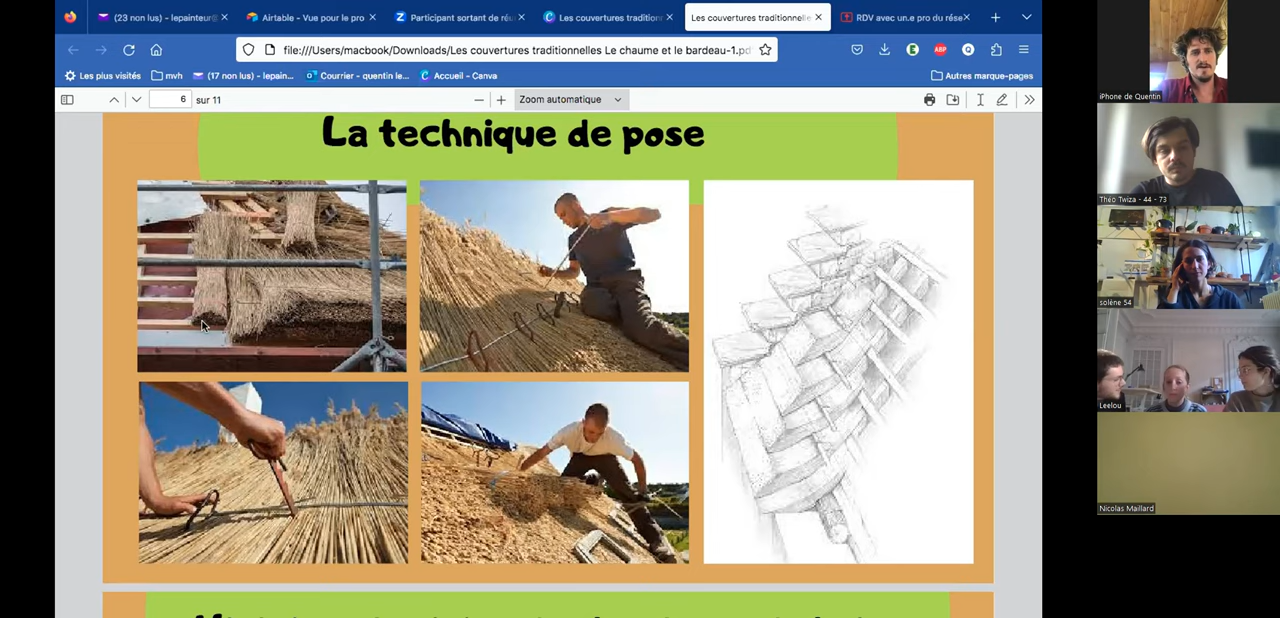 (23 non lus) - lepainteur@
Airtable - Vue pour le pro
Participant sortant de réu
Les couvertures tradition
Les couvertures traditionnelle
RDV avec un.e pro du rése
file:///Users/macbook/Downloads/Les couvertures traditionnelles Le chaume et le bardeau-1.pd
ABP
Les plus visités
mvh
(17 non lus) - lepain...
Courrier - quentin le...
Accueil - Canva
Autres marque-pages
6 sur 11
Zoom automatique
La technique de pose
iPhone de Quentin
Théo Twiza - 44 - 73
solène 54
Leelou
Nicolas Maillard